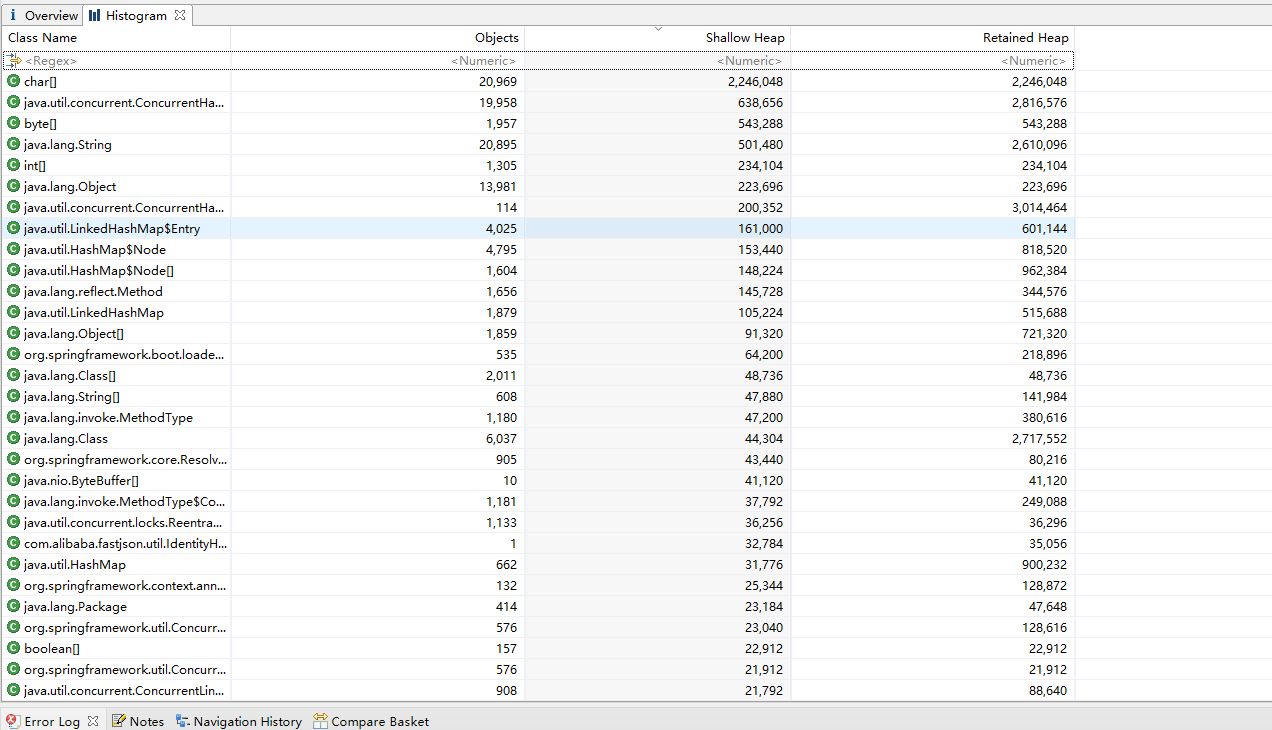 Overview Histogram
Class Name Objects Shallow Heap Retained Heap
<Regex> <Numeric> <Numeric> <Numeric>
char[] 20,969 2,246,048 2,246,048
java.util.concurrent.ConcurrentHa... 19,958 638,656 2,816,576
byte[] 1,957 543,288 543,288
java.lang.String 20,895 501,480 2,610,096
int[] 1,305 234,104 234,104
java.lang.Object 13,981 223,696 223,696
java.util.concurrent.ConcurrentHa... 114 200,352 3,014,464
java.util.LinkedHashMap$Entry 4,025 161,000 601,144
java.util.HashMap$Node 4,795 153,440 818,520
java.util.HashMap$Node[] 1,604 148,224 962,384
java.lang.reflect.Method 1,656 145,728 344,576
java.util.LinkedHashMap 1,879 105,224 515,688
java.lang.Object[] 1,859 91,320 721,320
org.springframework.boot.loade... 535 64,200 218,896
java.lang.Class[] 2,011 48,736 48,736
java.lang.String[] 608 47,880 141,984
java.lang.invoke.MethodType 1,180 47,200 380,616
java.lang.Class 6,037 44,304 2,717,552
org.springframework.core.Resolv... 905 43,440 80,216
java.nio.ByteBuffer[] 10 41,120 41,120
java.lang.invoke.MethodType$Co... 1,181 37,792 249,088
java.util.concurrent.locks.Reentra... 1,133 36,256 36,296
com.alibaba.fastjson.util.IdentityH... 1 32,784 35,056
java.util.HashMap 662 31,776 900,232
org.springframework.context.ann... 132 25,344 128,872
java.lang.Package 414 23,184 47,648
org.springframework.util.Concurr... 576 23,040 128,616
boolean[] 157 22,912 22,912
org.springframework.util.Concurr... 576 21,912 21,912
java.util.concurrent.ConcurrentLin... 908 21,792 88,640
Error Log Notes Navigation History Compare Basket